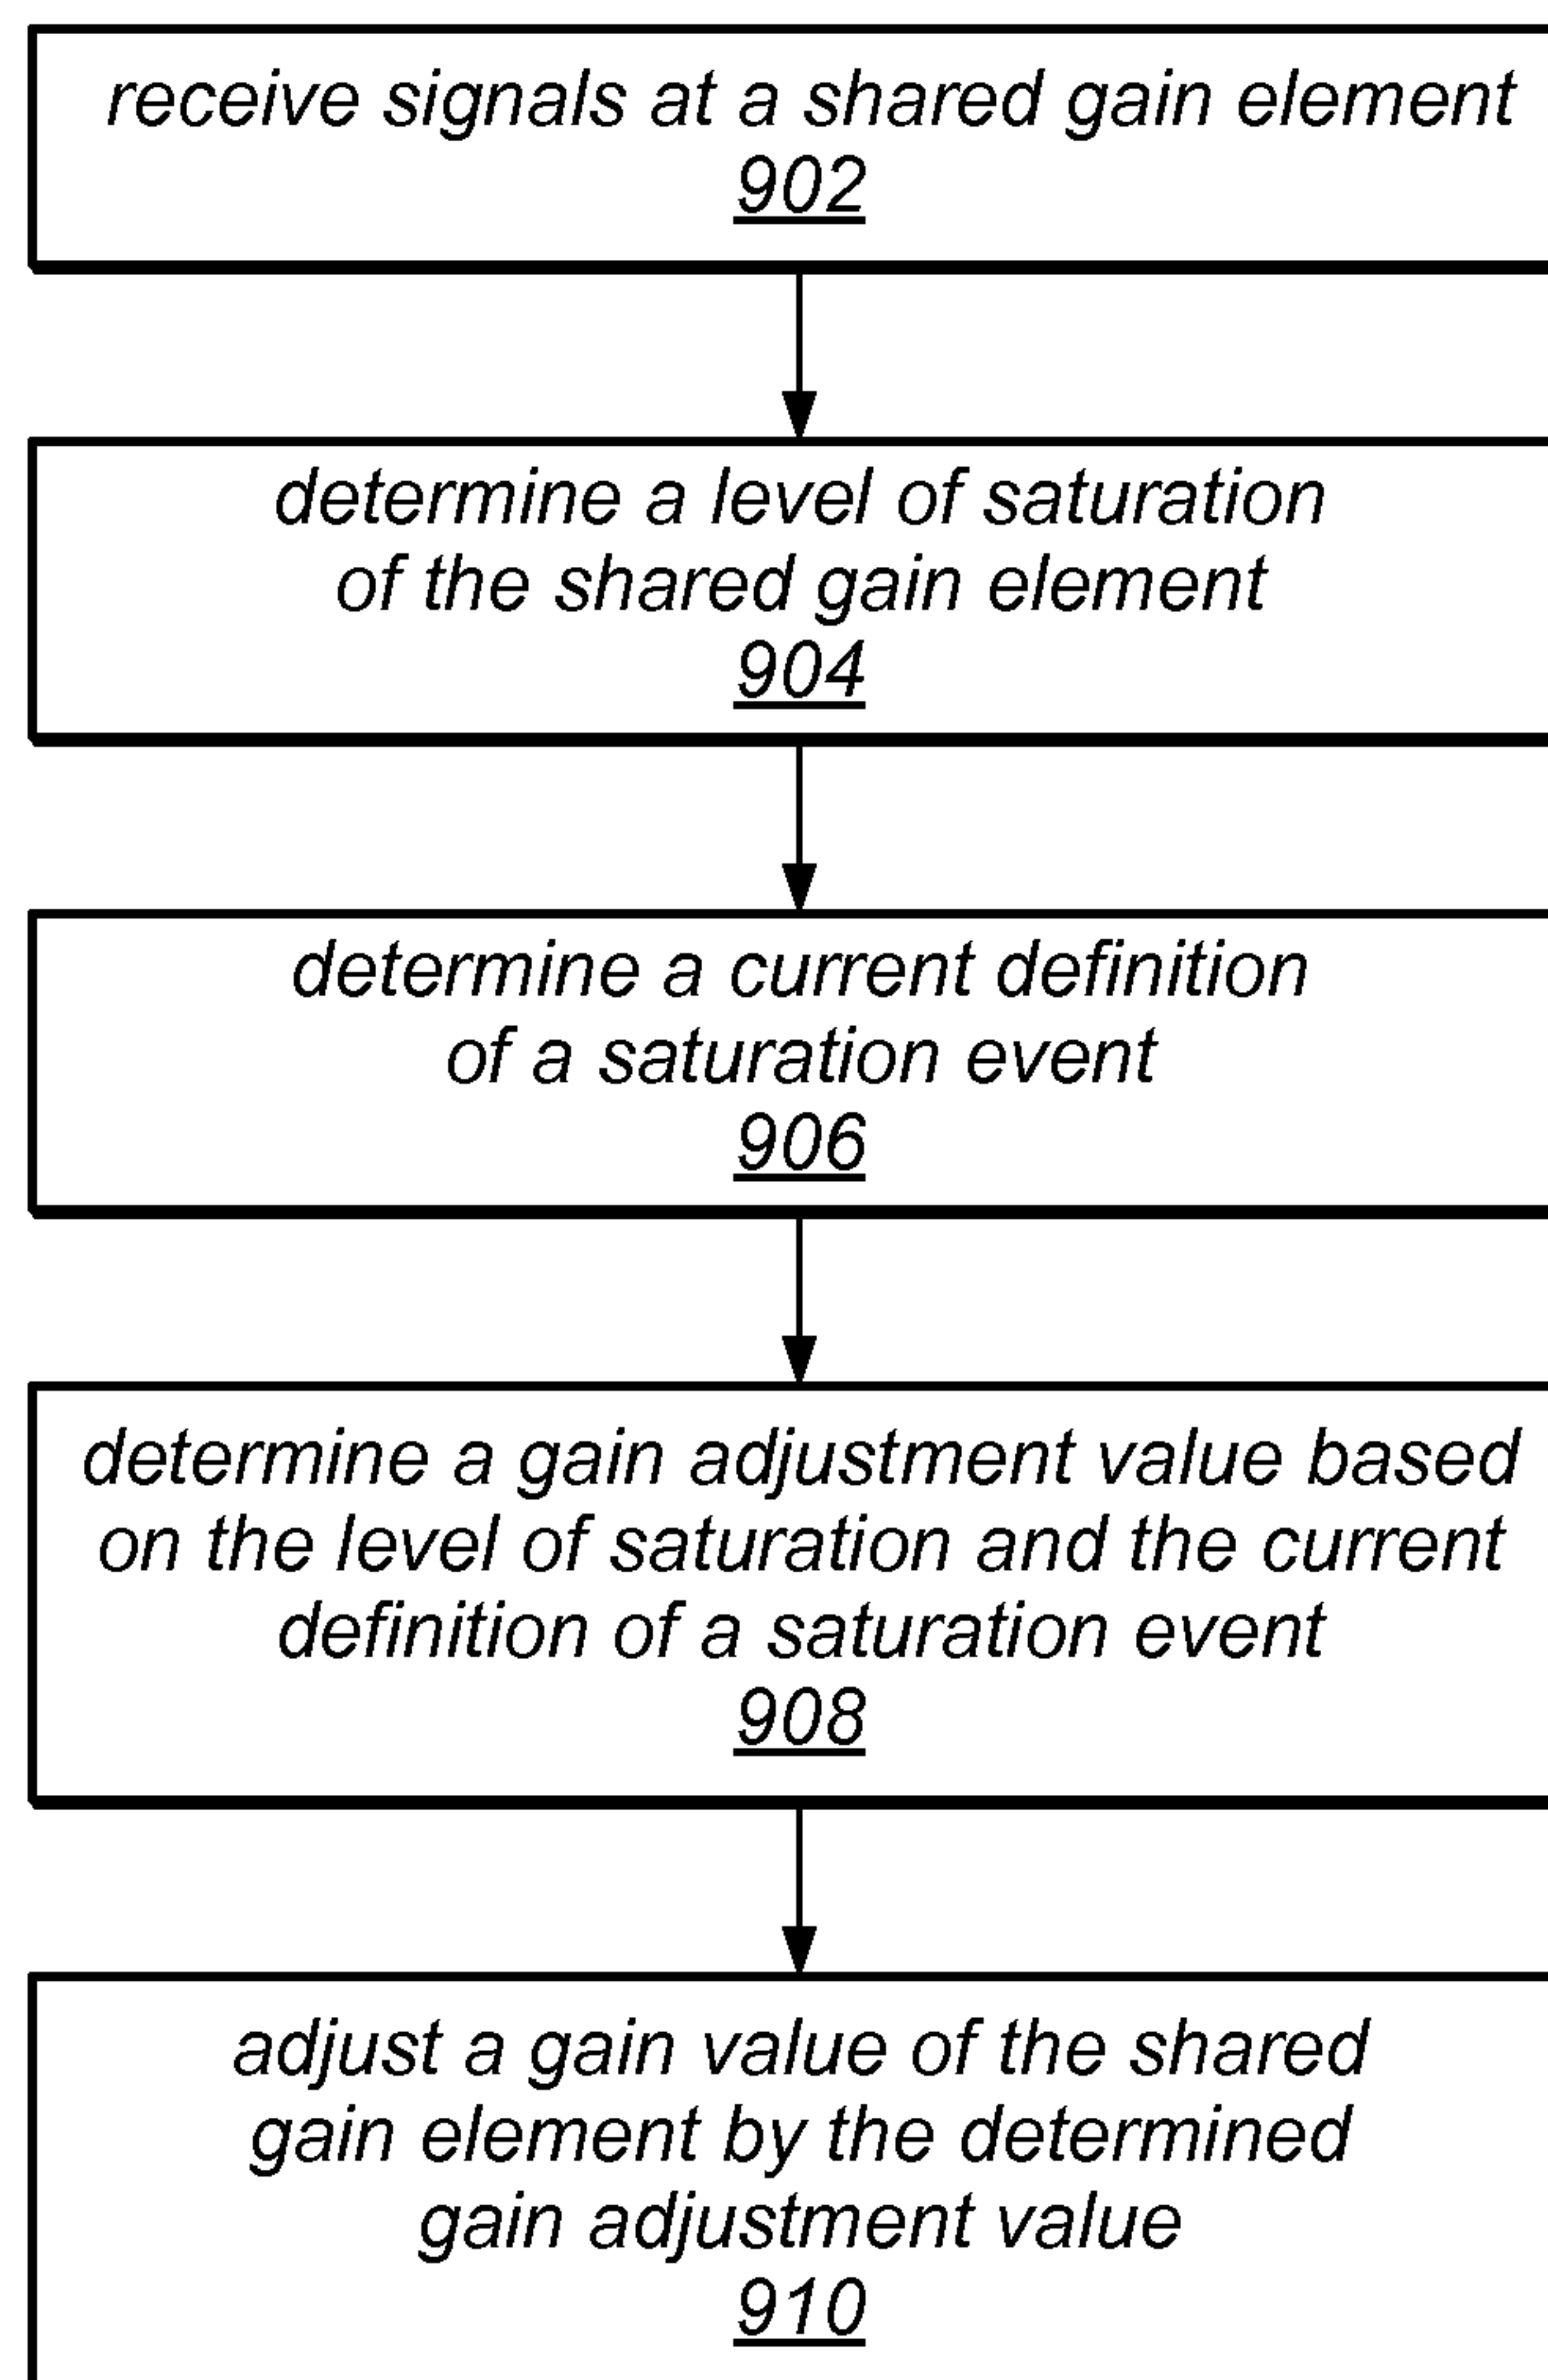 receive signals at a shared gain element
902
determine a level of saturation
of the shared gain element
904
determine a current definition
of a saturation event
906
determine a gain adjustment value based
on the level of saturation and the current
definition of a saturation event
908
adjust a gain value of the shared
gain element by the determined
gain adjustment value
910